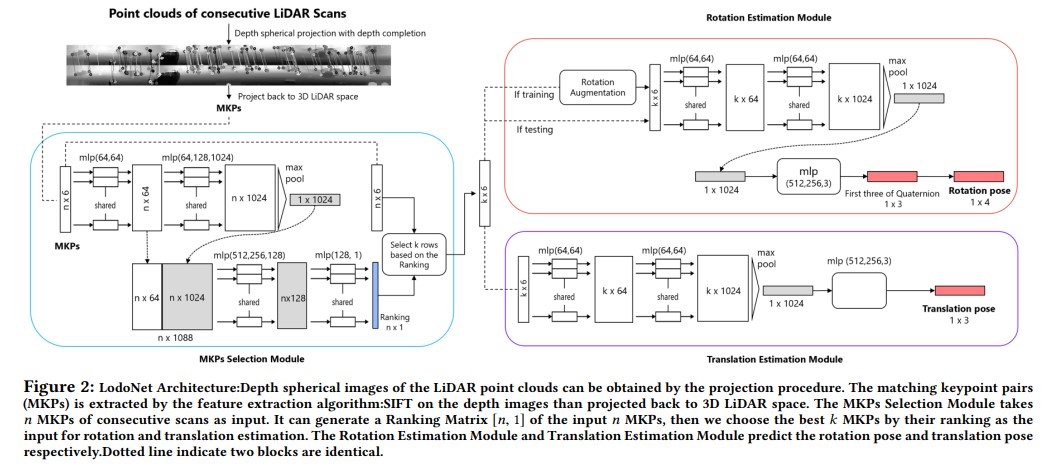 Point clouds of consecutive LiDAR Scans
Depth spherical projection with depth completion
Project back to 3D LiDAR space
MKPs
n x 6
MKPs
mlp(64,64)
shared
n x 64
mlp(64,128,1024)
shared
n x 1024
max
pool
1 x 1024
n x 6
n x 64
n x 1024
n x 1088
mlp(512,256,128)
shared
nx128
mlp(128, 1)
shared
Ranking
n x 1
Select k rows
based on the
Ranking
MKPs Selection Module
k x 6
Rotation Estimation Module
If training
Rotation
Augmentation
If testing
k x 6
mlp(64,64)
shared
k x 64
mlp(64,64)
shared
k x 1024
max
pool
1 x 1024
1 x 1024
mlp
(512,256,3)
First three of Quaternion
1 x 3
Rotation pose
1 x 4
k x 6
mlp(64,64)
shared
k x 64
mlp(64,64)
shared
k x 1024
max
pool
1 x 1024
mlp (512,256,3)
Translation pose
1 x 3
Translation Estimation Module
Figure 2: LodoNet Architecture:Depth spherical images of the LiDAR point clouds can be obtained by the projection procedure. The matching keypoint pairs
(MKPs) is extracted by the feature extraction algorithm:SIFT on the depth images than projected back to 3D LiDAR space. The MKPs Selection Module takes
n MKPs of consecutive scans as input. It can generate a Ranking Matrix [n, 1] of the input n MKPs, then we choose the best k MKPs by their ranking as the
input for rotation and translation estimation. The Rotation Estimation Module and Translation Estimation Module predict the rotation pose and translation pose
respectively.Dotted line indicate two blocks are identical.